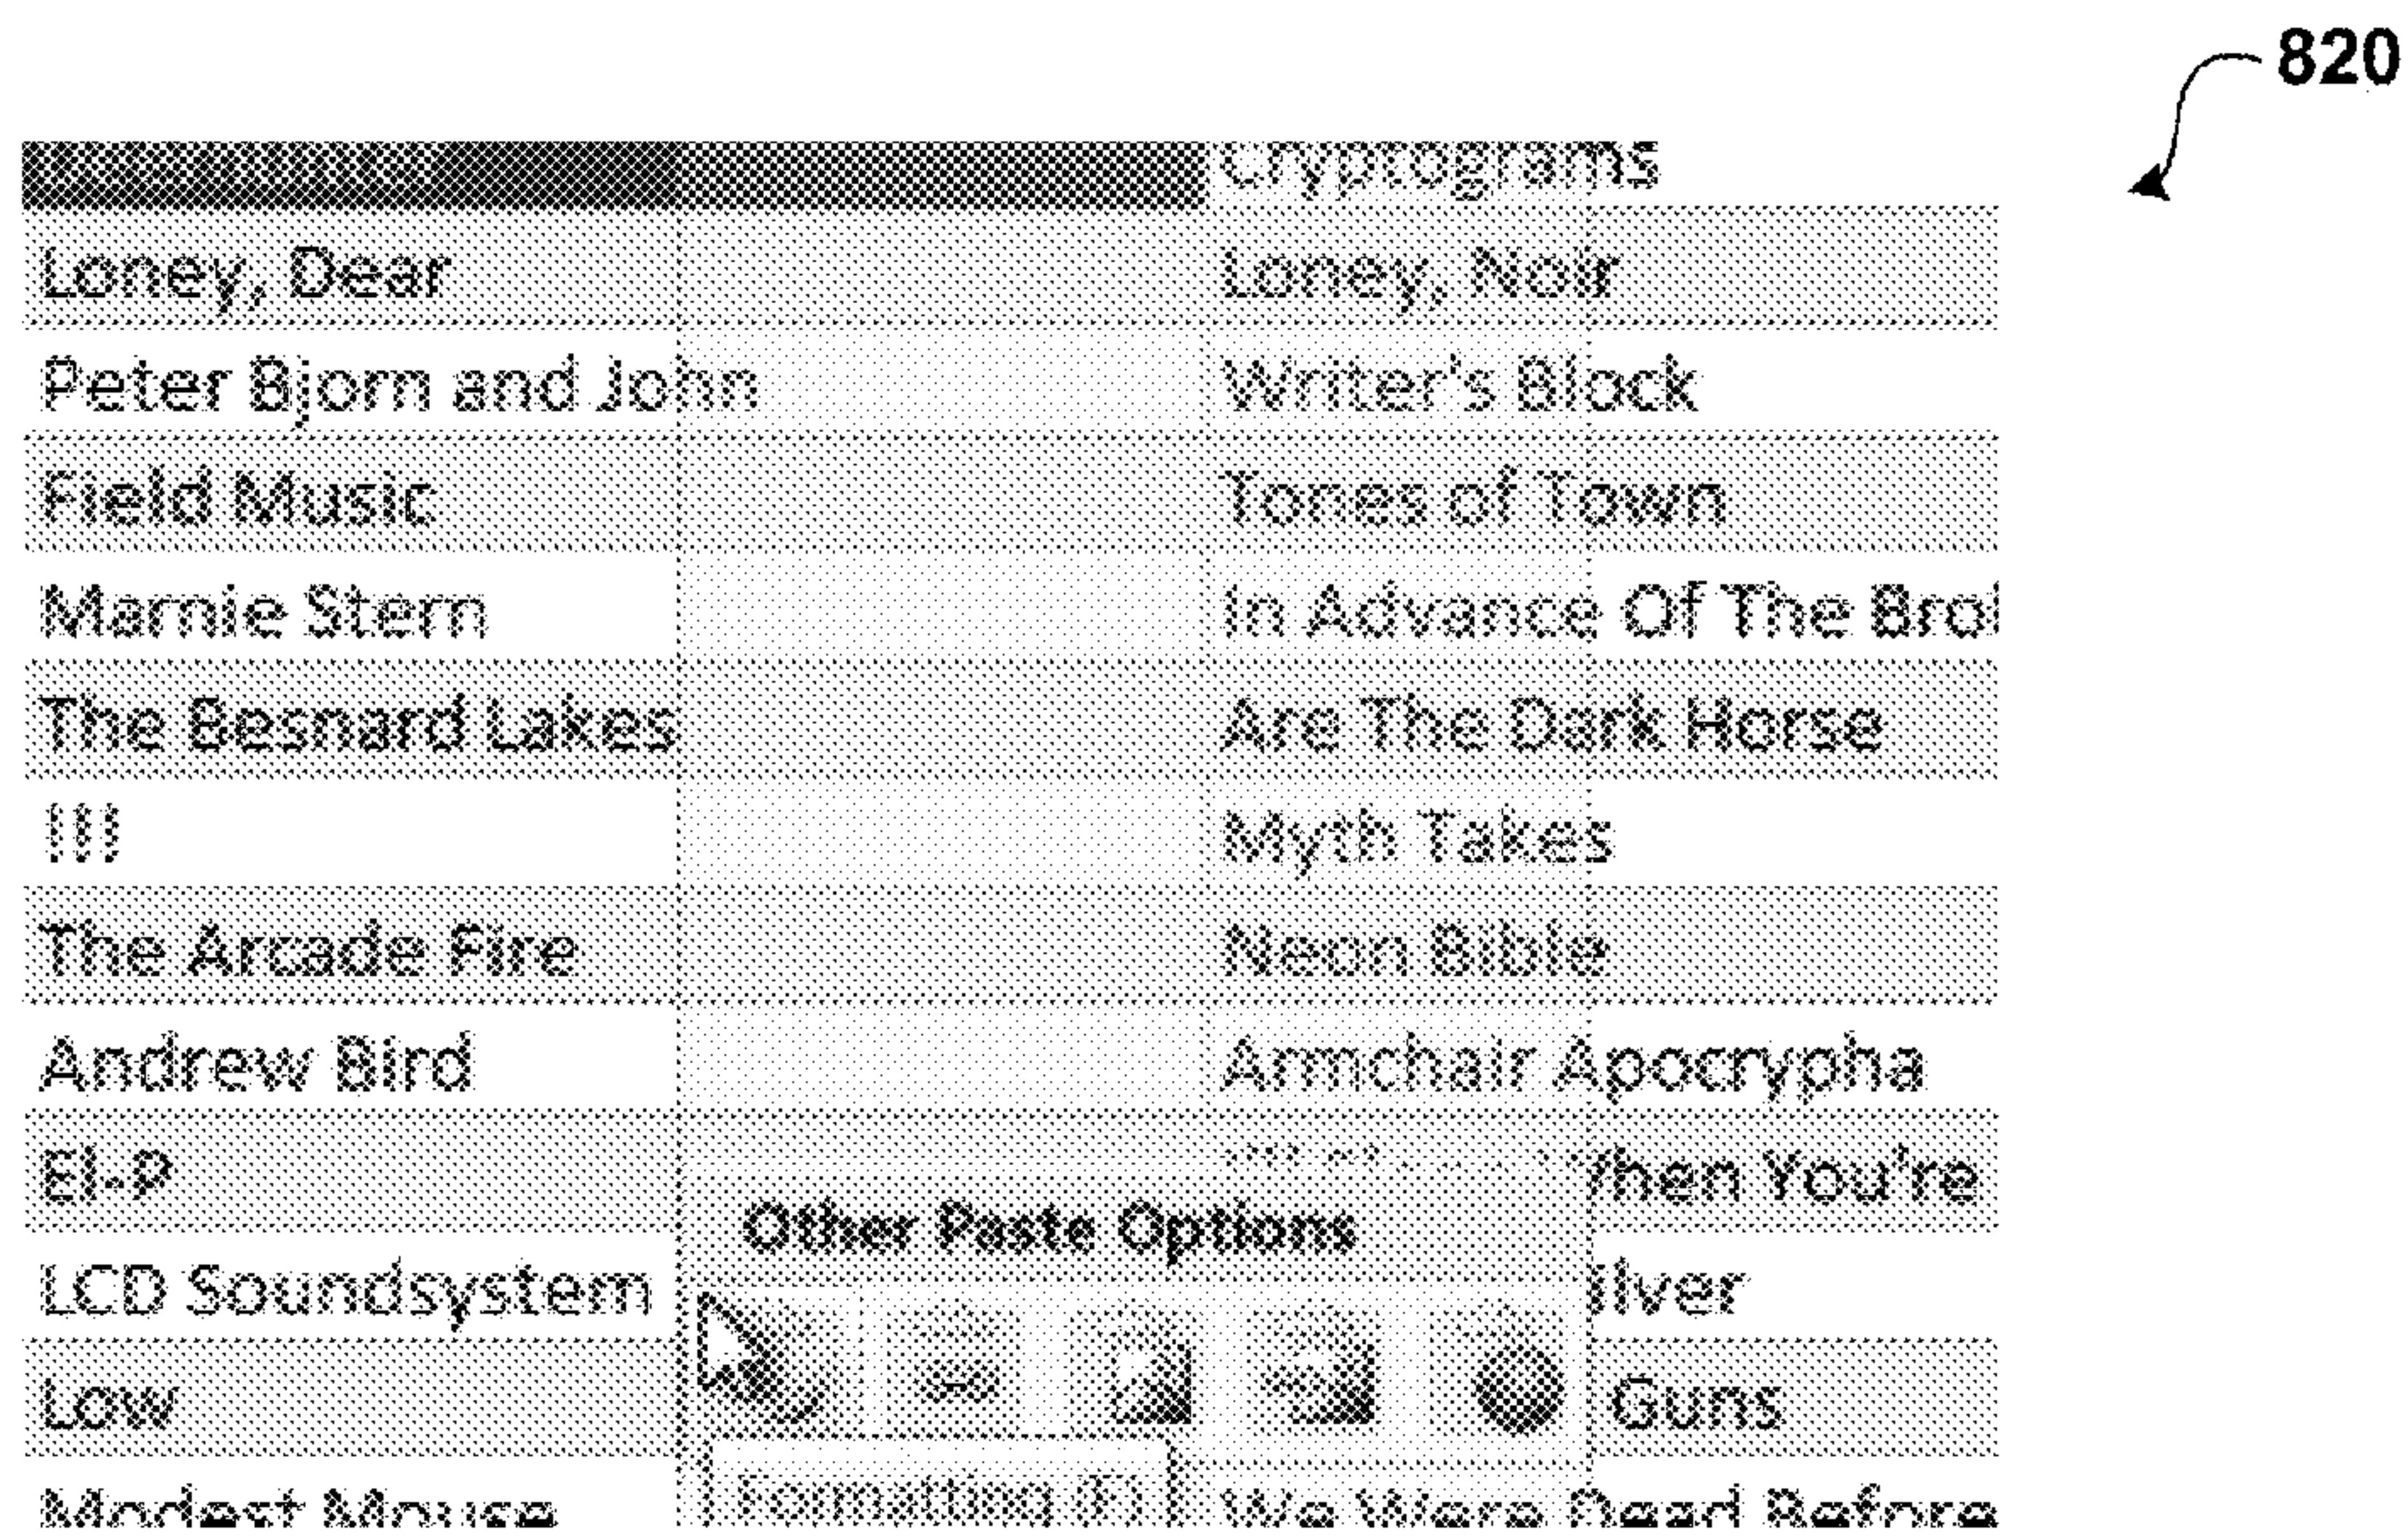 820
Cryptograms
Loney, Dear Loney, Noir
Peter Bjorn and John Writer's Block
Field Music Tones of Town
Marnie Stern In Advance Of The
The Besnard Lakes Are The Dark Horse
!!! Myth Takes
The Arcade Fire Neon Bible
Andrew Bird Armchair Apocrypha
El-P hen You're
Other Paste Options
LCD Soundsystem ilver
Low Guns
Formatting (F)
Modest Mouse We Were Dead Before